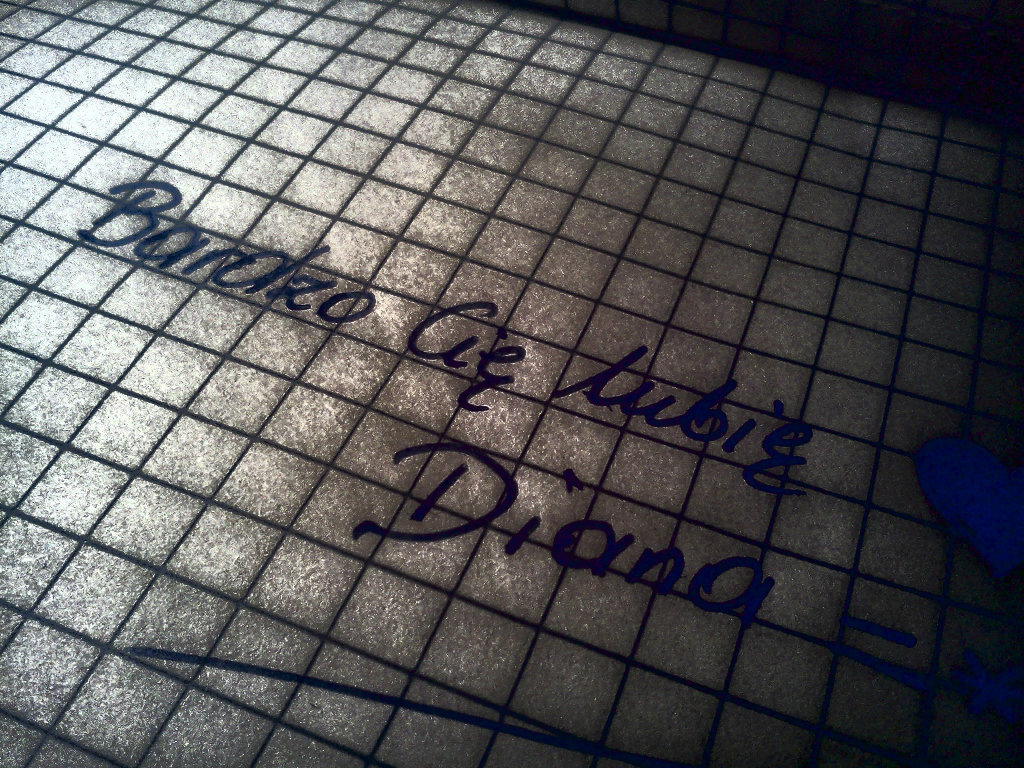 Bardzo Cię lubię
Diana =*